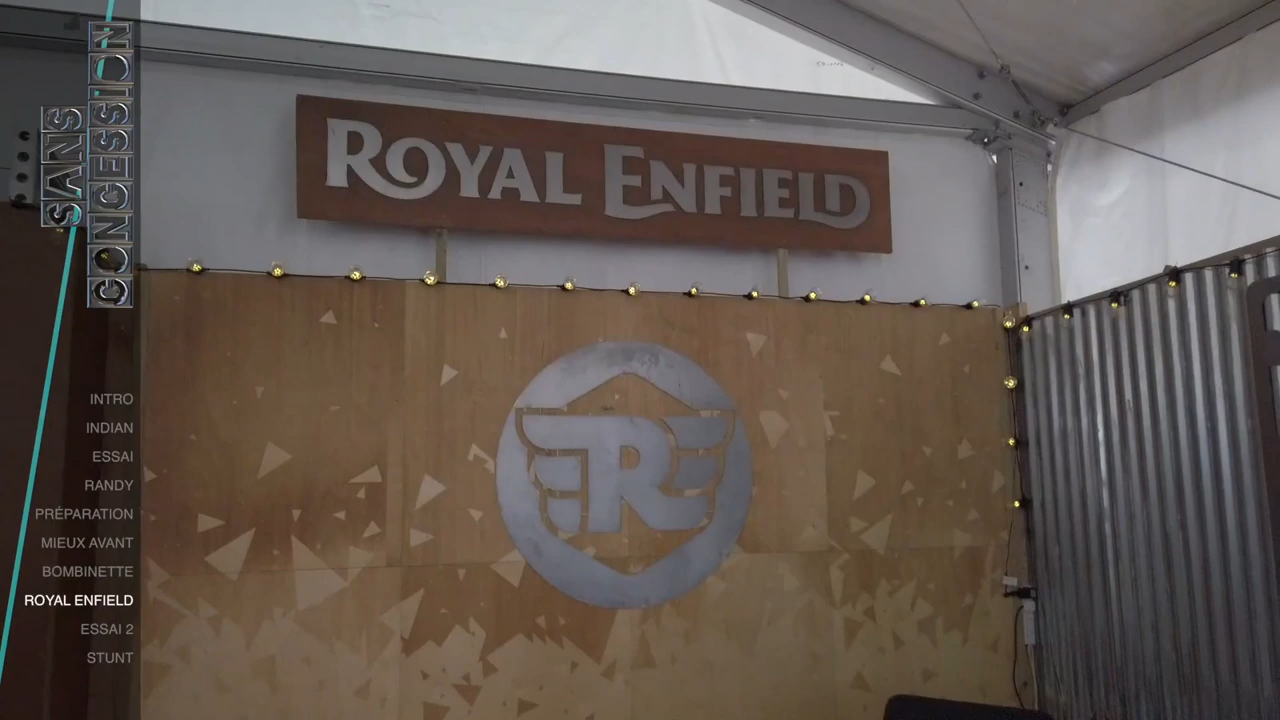 SANS
CONCESSION
INTRO
INDIAN
ESSAI
RANDY
PRÉPARATION
MIEUX AVANT
BOMBINETTE
ROYAL ENFIELD
ESSAI 2
STUNT
ROYAL ENFIELD
R